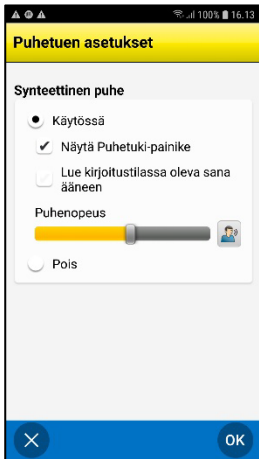 100% 16.13
Puhetuen asetukset
Synteettinen puhe
Käytössä
Näytä Puhetuki-painike
Lue kirjoitustilassa oleva sana
ääneen
Puhenopeus
Pois
OK